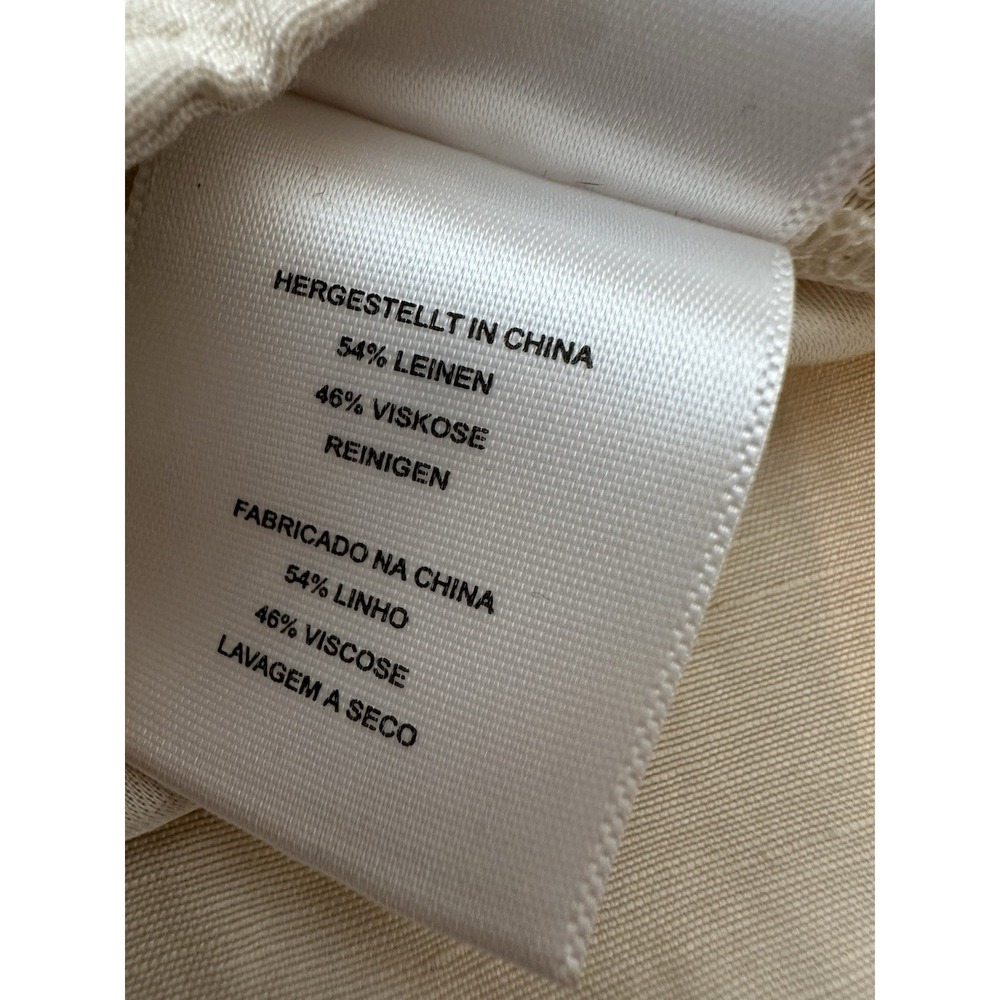 HERGESTELLT IN CHINA
54% LEINEN
46% VISKOSE
REINIGEN
FABRICADO NA CHINA
54% LINHO
46% VISCOSE
LAVAGEM A SECO